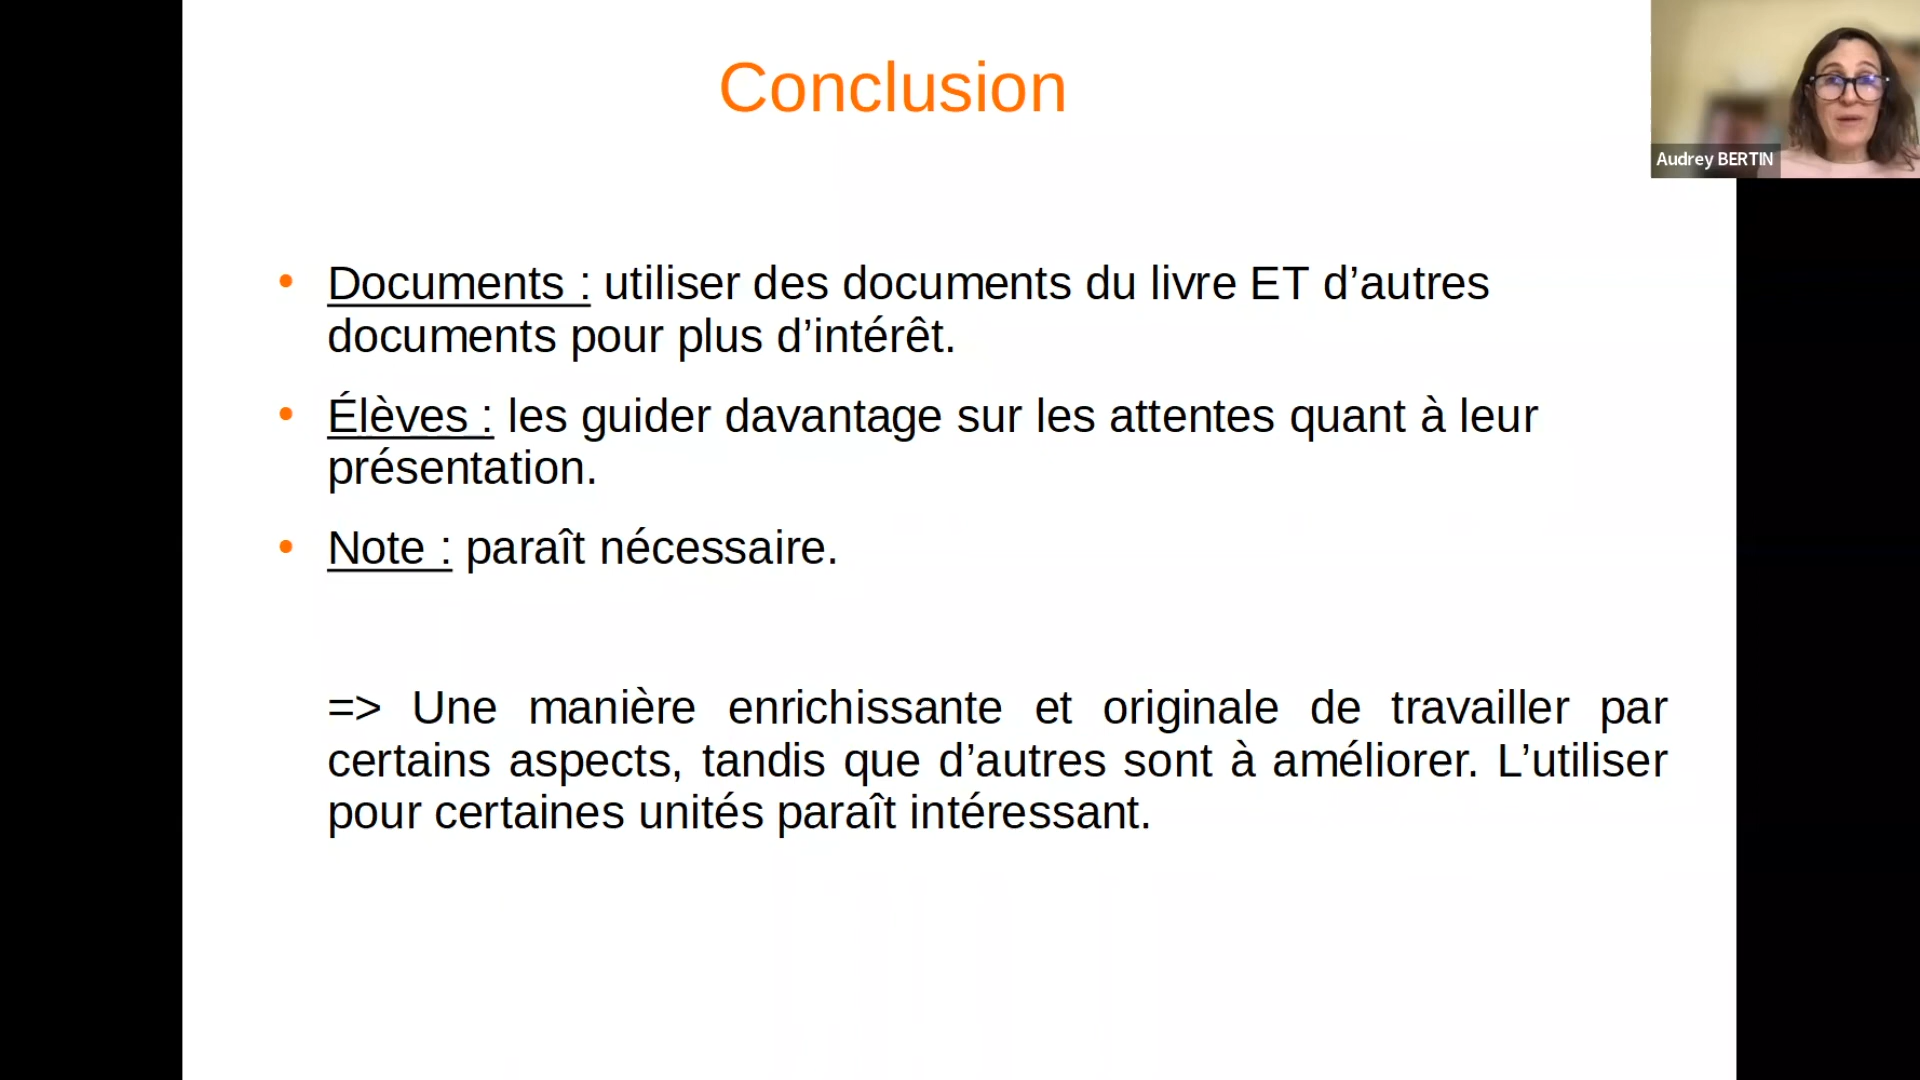 Conclusion
Audrey BERTIN
• Documents : utiliser des documents du livre ET d’autres
documents pour plus d’intérêt.
• Élèves : les guider davantage sur les attentes quant à leur
présentation.
• Note : paraît nécessaire.
=> Une manière enrichissante et originale de travailler par
certains aspects, tandis que d’autres sont à améliorer. L’utiliser
pour certaines unités paraît intéressant.